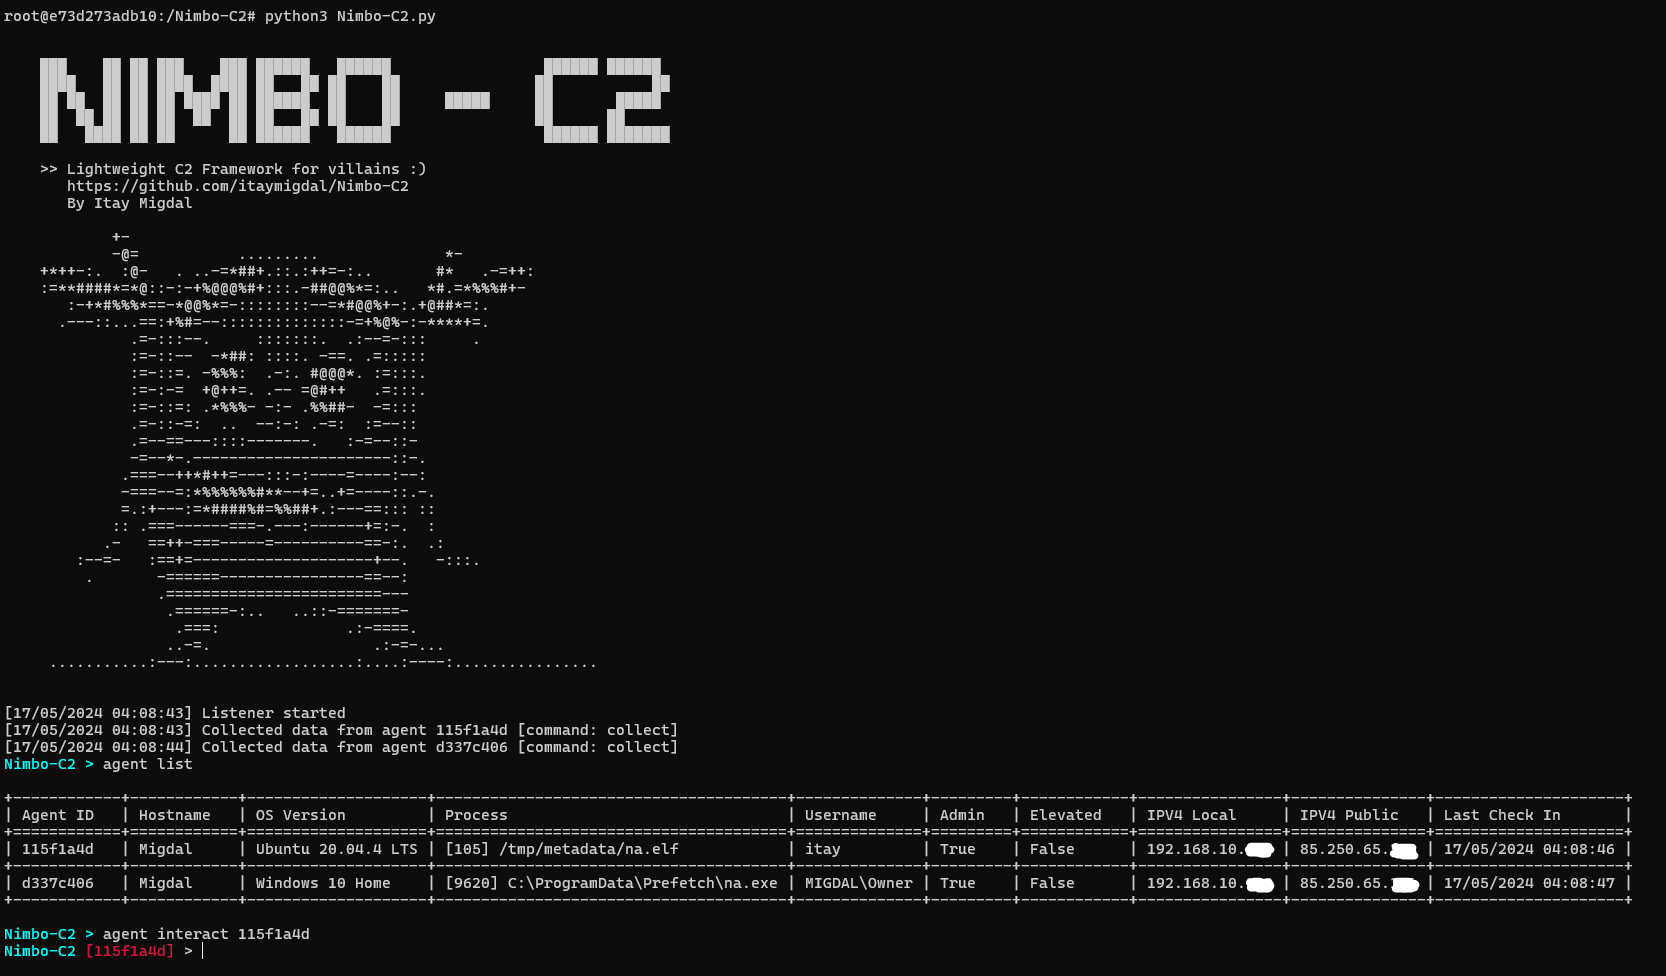 root@e73d273adb10:/Nimbo-C2# python3 Nimbo-C2.py
NIMBO - C2
>> Lightweight C2 Framework for villains :)
https://github.com/itaymigdal/Nimbo-C2
By Itay Migdal
[17/05/2024 04:08:43] Listener started
[17/05/2024 04:08:43] Collected data from agent 115f1a4d [command: collect]
[17/05/2024 04:08:44] Collected data from agent d337c406 [command: collect]
Nimbo-C2 > agent list
| Agent ID | Hostname | OS Version | Process | Username | Admin | Elevated | IPV4 Local | IPV4 Public | Last Check In |
| 115f1a4d | Migdal | Ubuntu 20.04.4 LTS | [105] /tmp/metadata/na.elf | itay | True | False | 192.168.10. | 85.250.65. | 17/05/2024 04:08:46 |
| d337c406 | Migdal | Windows 10 Home | [9620] C:\ProgramData\Prefetch\na.exe | MIGDAL\Owner | True | False | 192.168.10. | 85.250.65. | 17/05/2024 04:08:47 |
Nimbo-C2 > agent interact 115f1a4d
Nimbo-C2 [115f1a4d] >